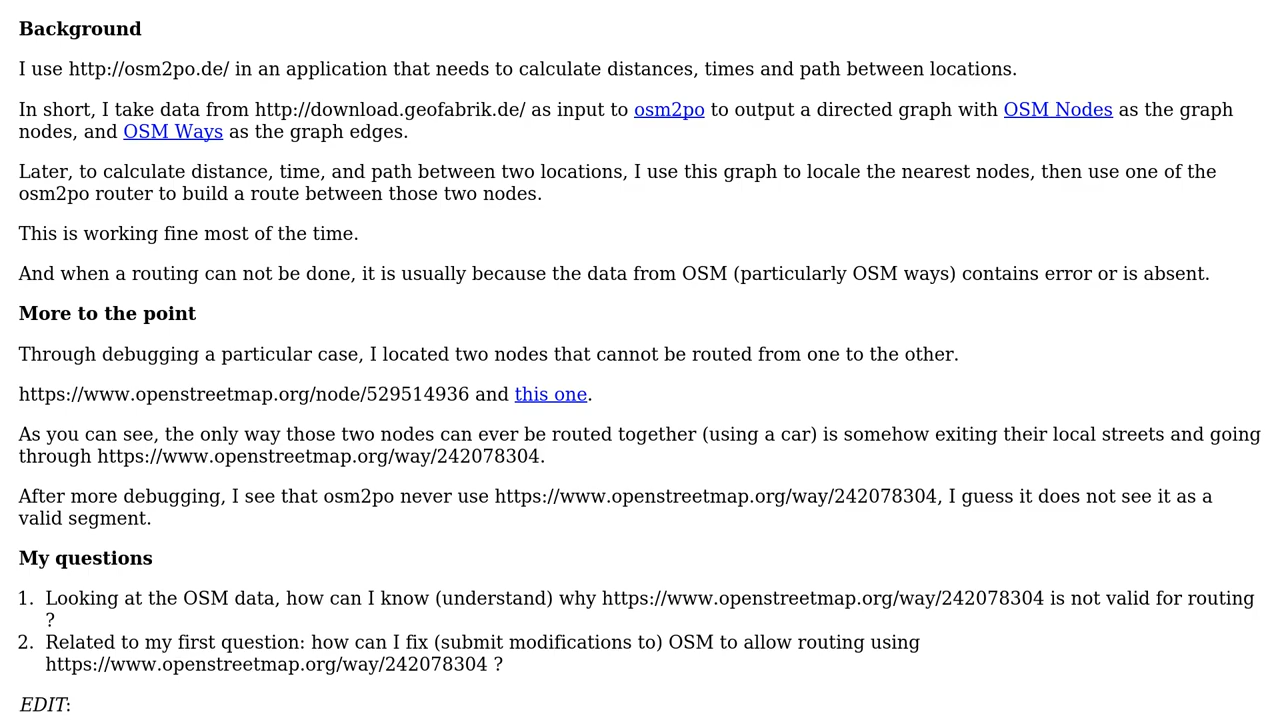 Background
I use http://osm2po.de/ in an application that needs to calculate distances, times and path between locations.
In short, I take data from http://download.geofabrik.de/ as input to osm2po to output a directed graph with OSM Nodes as the graph
nodes, and OSM Ways as the graph edges.
Later, to calculate distance, time, and path between two locations, I use this graph to locale the nearest nodes, then use one of the
osm2po router to build a route between those two nodes.
This is working fine most of the time.
And when a routing can not be done, it is usually because the data from OSM (particularly OSM ways) contains error or is absent.
More to the point
Through debugging a particular case, I located two nodes that cannot be routed from one to the other.
https://www.openstreetmap.org/node/529514936 and this one.
As you can see, the only way those two nodes can ever be routed together (using a car) is somehow exiting their local streets and going
through https://www.openstreetmap.org/way/242078304.
After more debugging, I see that osm2po never use https://www.openstreetmap.org/way/242078304, I guess it does not see it as a
valid segment.
My questions
1. Looking at the OSM data, how can I know (understand) why https://www.openstreetmap.org/way/242078304 is not valid for routing
?
2. Related to my first question: how can I fix (submit modifications to) OSM to allow routing using
https://www.openstreetmap.org/way/242078304 ?
EDIT: